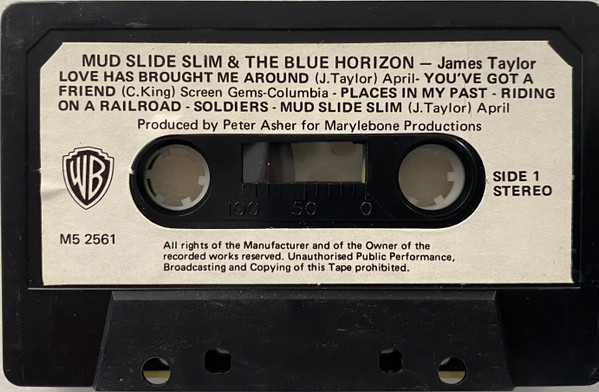 MUD SLIDE SLIM & THE BLUE HORIZON — James Taylor
LOVE HAS BROUGHT ME AROUND (J.Taylor) April- YOU'VE GOT A
FRIEND (C.King) Screen Gems-Columbia - PLACES IN MY PAST - RIDING
ON A RAILROAD - SOLDIERS - MUD SLIDE SLIM (J.Taylor) April
Produced by Peter Asher for Marylebone Productions
WB
SIDE 1
STEREO
100 50 0
M5 2561
All rights of the Manufacturer and of the Owner of the
recorded works reserved. Unauthorised Public Performance,
Broadcasting and Copying of this Tape prohibited.